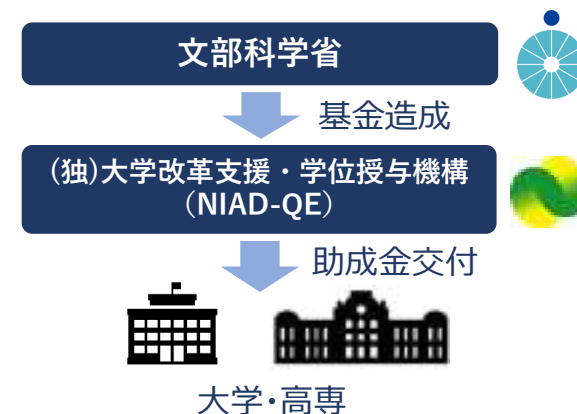 文部科学省
基金造成
(独)大学改革支援・学位授与機構
(NIAD-QE)
助成金交付
大学・高専